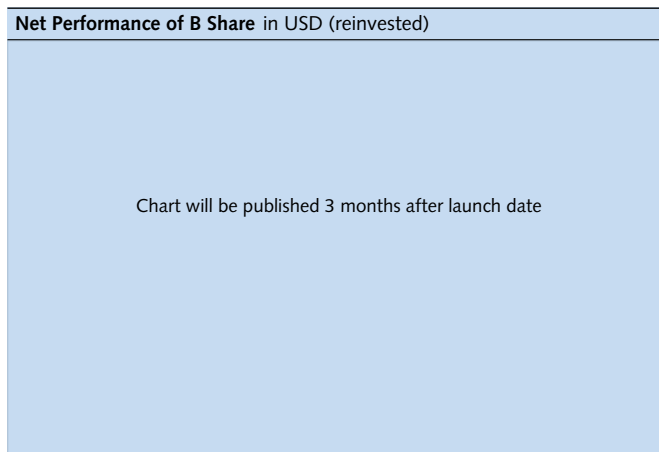 Net Performance of B Share in USD (reinvested)
Chart will be published 3 months after launch date